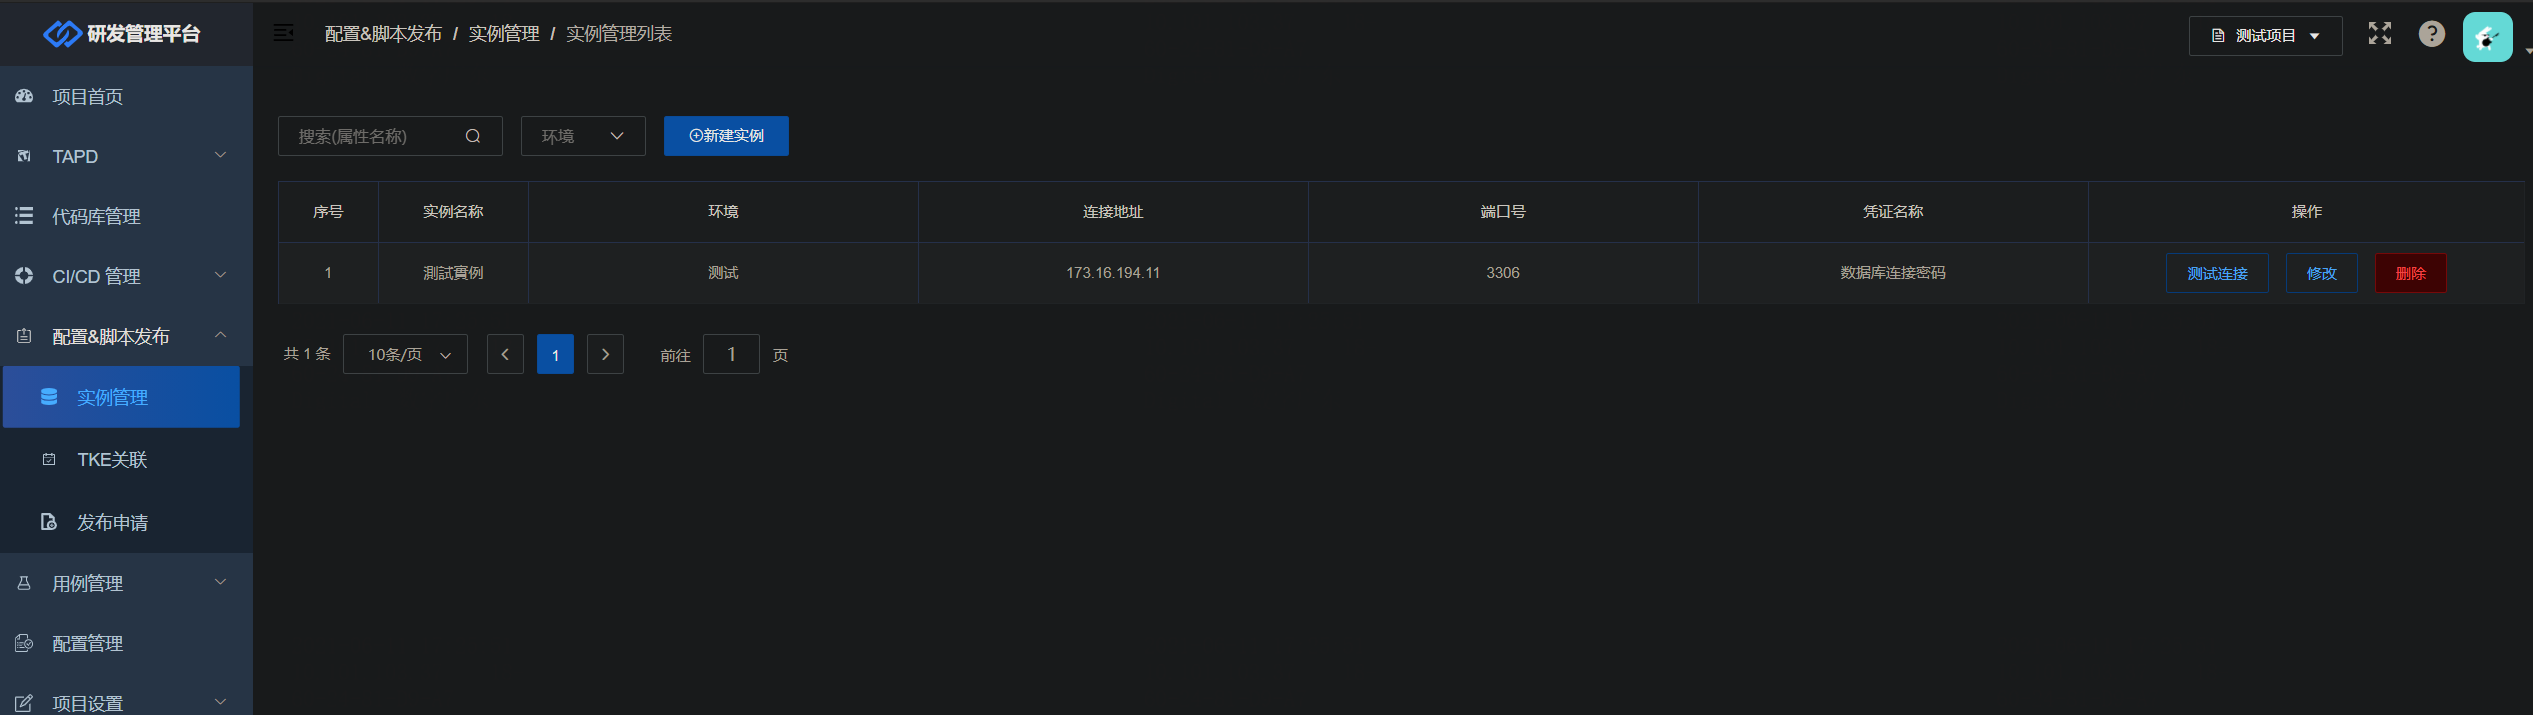 研发管理平台
配置&脚本发布 / 实例管理 / 实例管理列表
测试项目
项目首页
TAPD
代码库管理
CI/CD 管理
配置&脚本发布
实例管理
TKE关联
发布申请
用例管理
配置管理
项目设置
搜索(属性名称)
环境
新建实例
序号 实例名称 环境 连接地址 端口号 凭证名称 操作
1 測試實例 测试 173.16.194.11 3306 数据库连接密码 测试连接 修改 删除
共 1 条 10条/页 1 前往 1 页